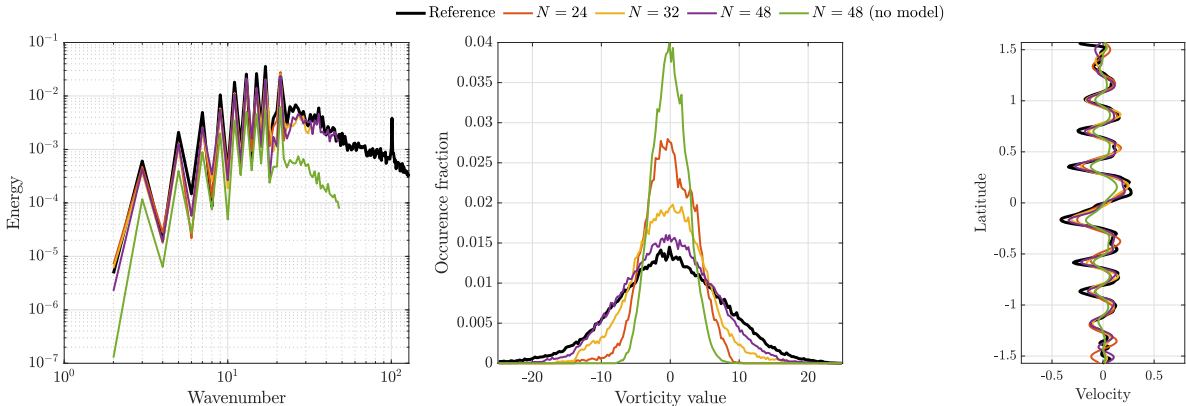 Reference N = 24 N = 32 N = 48 N = 48 (no model)
10^-1
10^-2
10^-3
10^-4
10^-5
10^-6
10^-7
10^0 10^1 10^2
Energy
Wavenumber
0.04
0.035
0.03
0.025
0.02
0.015
0.01
0.005
0
-20 -10 0 10 20
Occurence fraction
Vorticity value
1.5
1
0.5
0
-0.5
-1
-1.5
-0.5 0 0.5
Latitude
Velocity